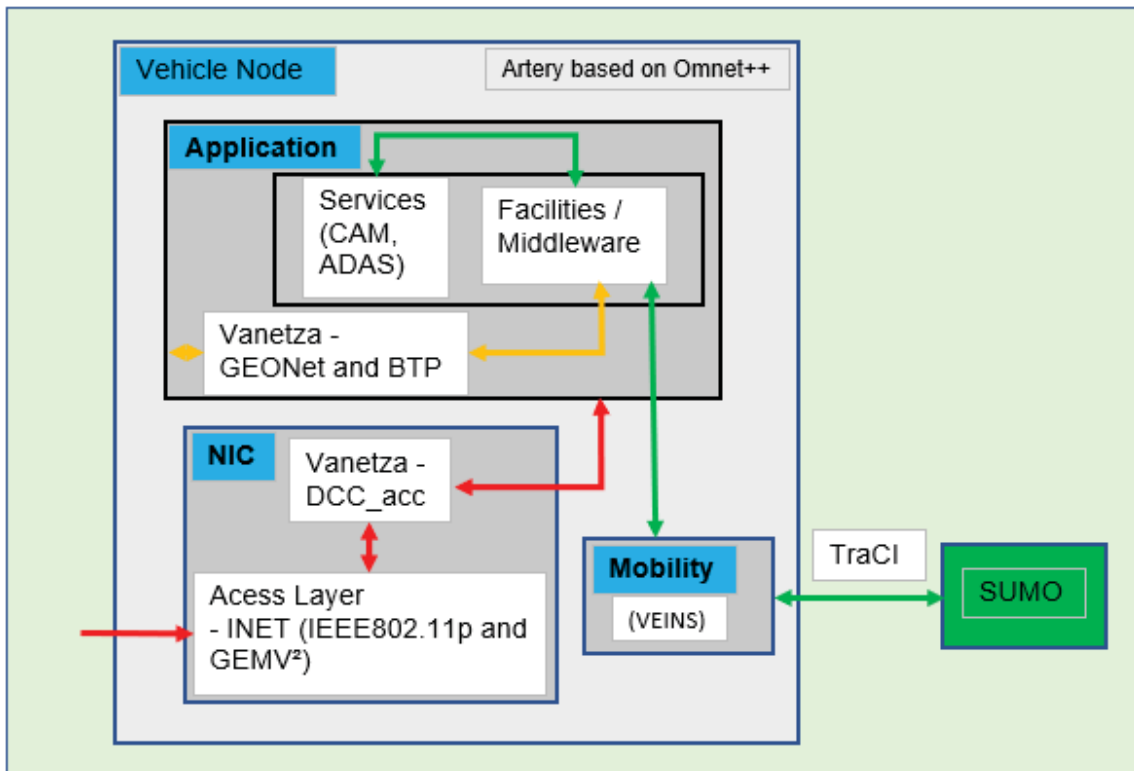 Vehicle Node
Artery based on Omnet++
Application
Services
(CAM,
ADAS)
Facilities /
Middleware
Vanetza -
GEONet and BTP
NIC
Vanetza -
DCC_acc
Acess Layer
- INET (IEEE802.11p and
GEMV²)
Mobility
(VEINS)
TraCI
SUMO